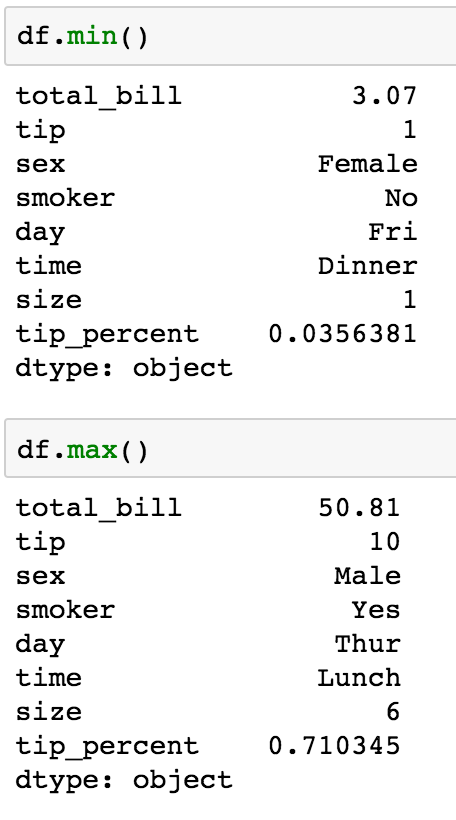 df.min()
total_bill 3.07
tip 1
sex Female
smoker No
day Fri
time Dinner
size 1
tip_percent 0.0356381
dtype: object
df.max()
total_bill 50.81
tip 10
sex Male
smoker Yes
day Thur
time Lunch
size 6
tip_percent 0.710345
dtype: object